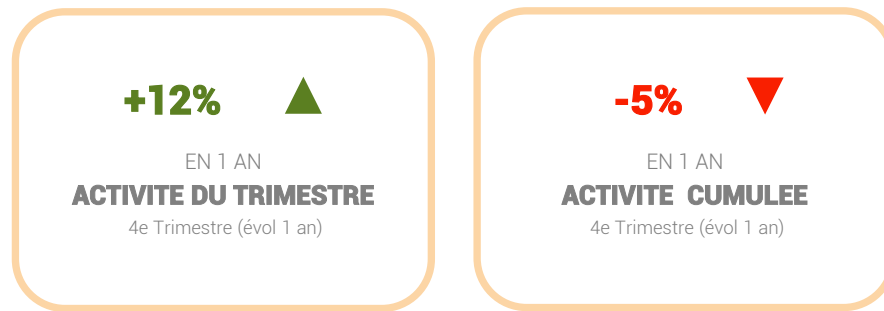 +12%
EN 1 AN
ACTIVITE DU TRIMESTRE
4e Trimestre (évol 1 an)
-5%
EN 1 AN
ACTIVITE CUMULEE
4e Trimestre (évol 1 an)